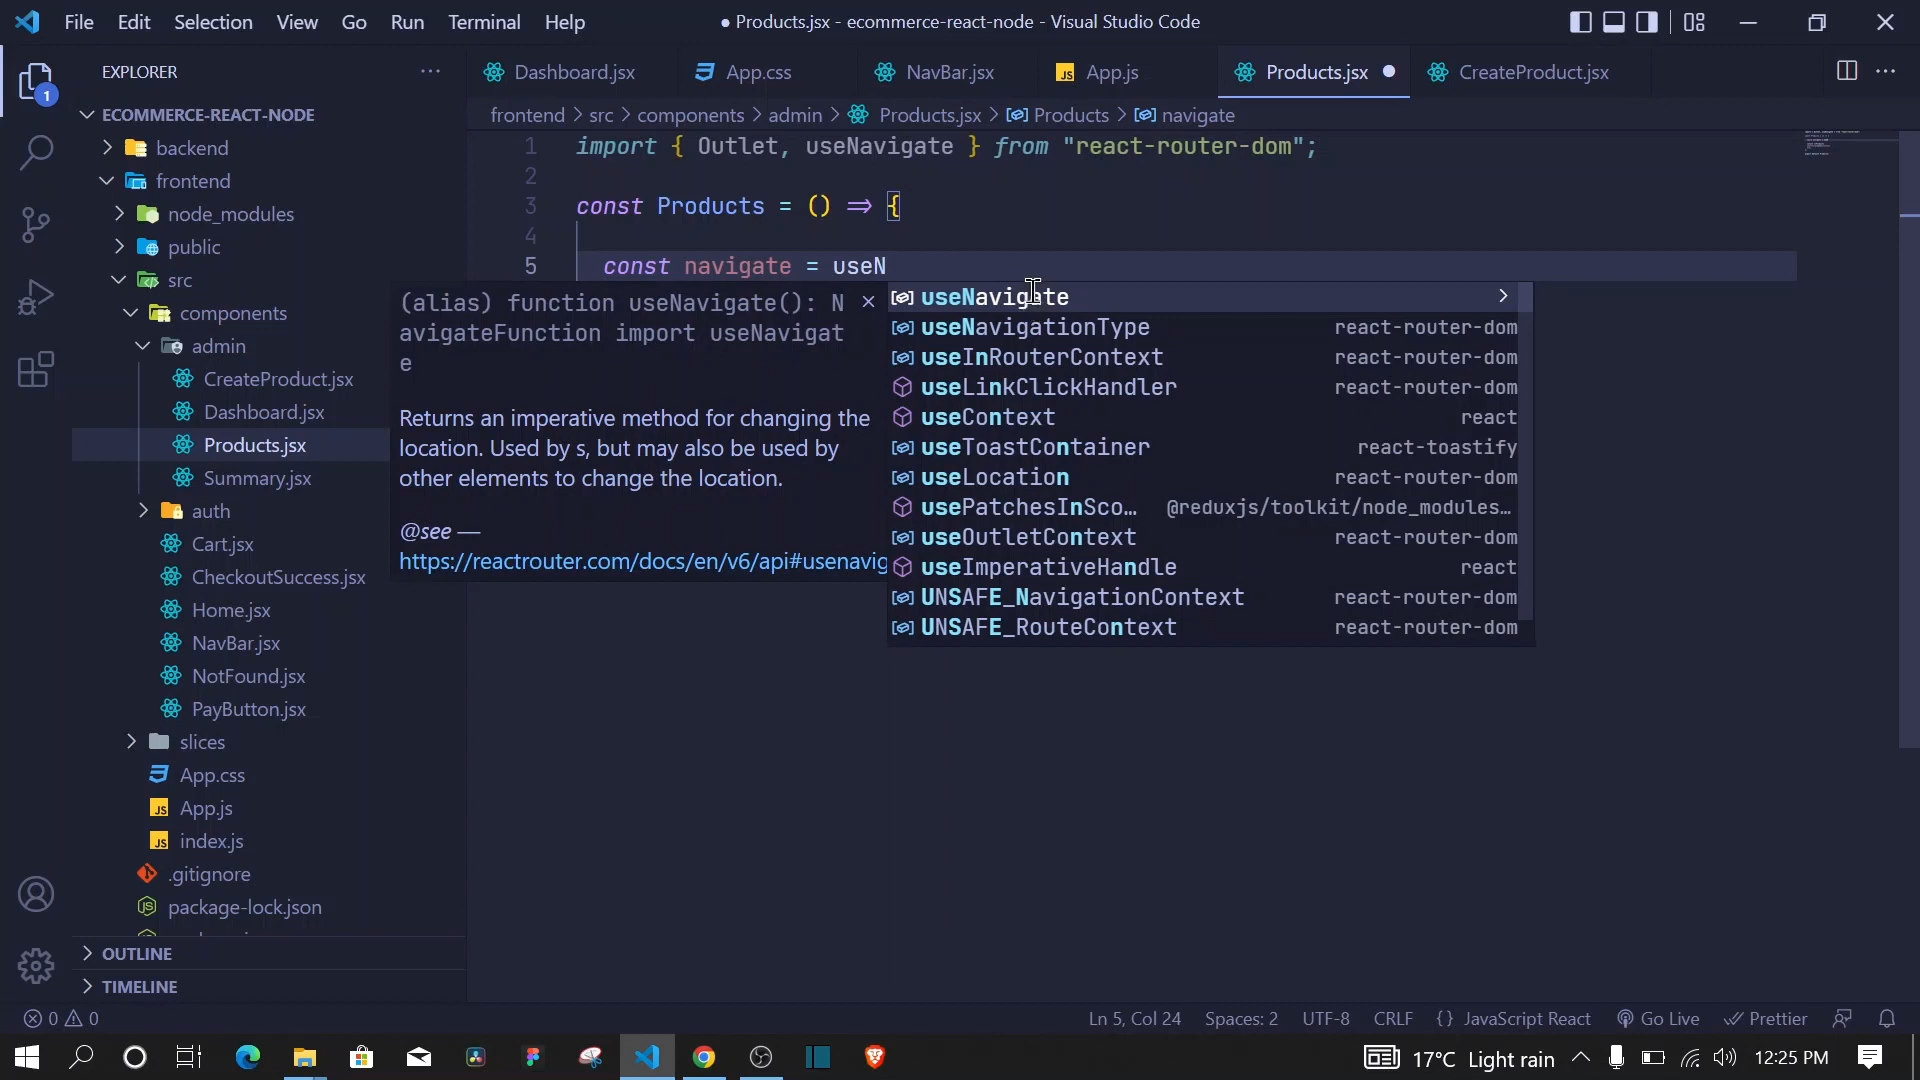 File Edit Selection View Go Run Terminal Help ● Products.jsx - ecommerce-react-node - Visual Studio Code
EXPLORER
Dashboard.jsx App.css NavBar.jsx App.js Products.jsx CreateProduct.jsx
frontend > src > components > admin > Products.jsx > Products > navigate
ECOMMERCE-REACT-NODE
backend
frontend
node_modules
public
src
components
admin
CreateProduct.jsx
Dashboard.jsx
Products.jsx
Summary.jsx
auth
Cart.jsx
CheckoutSuccess.jsx
Home.jsx
NavBar.jsx
NotFound.jsx
PayButton.jsx
slices
App.css
App.js
index.js
.gitignore
package-lock.json
OUTLINE
TIMELINE
1 import { Outlet, useNavigate } from "react-router-dom";
2
3 const Products = () => {
4
5 const navigate = useN
(alias) function useNavigate(): N
avigateFunction import useNavigat
e
Returns an imperative method for changing the
location. Used by s, but may also be used by
other elements to change the location.
@see —
https://reactrouter.com/docs/en/v6/api#usenavig
useNavigate
useNavigationType react-router-dom
useInRouterContext react-router-dom
useLinkClickHandler react-router-dom
useContext react
useToastContainer react-toastify
useLocation react-router-dom
usePatchesInSco… @reduxjs/toolkit/node_modules…
useOutletContext react-router-dom
useImperativeHandle react
UNSAFE_NavigationContext react-router-dom
UNSAFE_RouteContext react-router-dom
0 0 Ln 5, Col 24 Spaces: 2 UTF-8 CRLF {} JavaScript React Go Live Prettier
17°C Light rain 12:25 PM